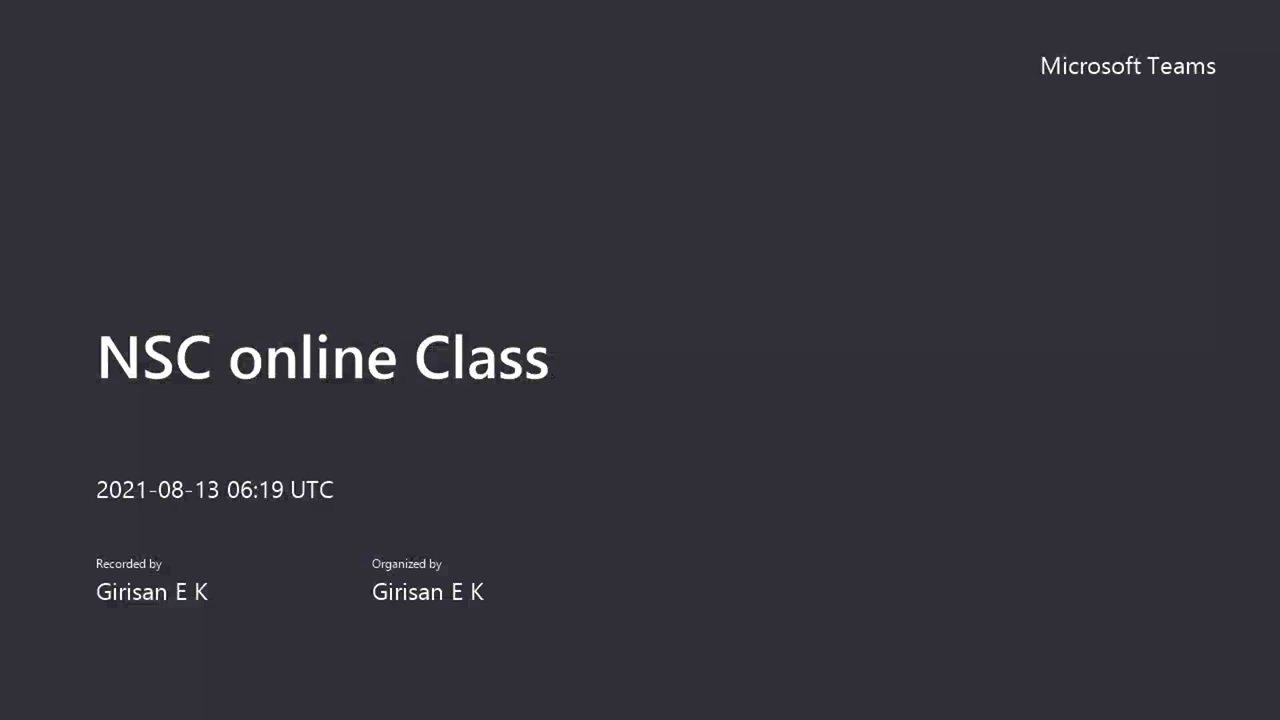 Microsoft Teams
NSC online Class
2021-08-13 06:19 UTC
Recorded by
Girisan E K
Organized by
Girisan E K